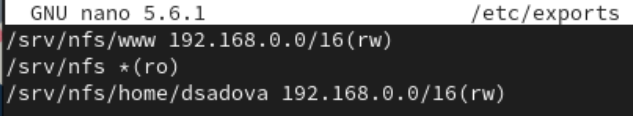 GNU nano 5.6.1 /etc/exports
/srv/nfs/www 192.168.0.0/16(rw)
/srv/nfs *(ro)
/srv/nfs/home/dsadova 192.168.0.0/16(rw)